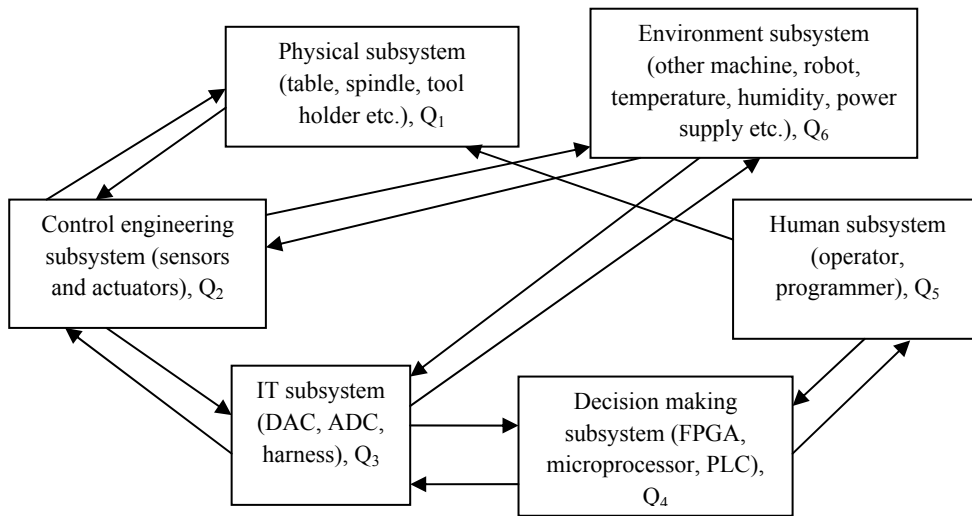 Physical subsystem
(table, spindle, tool
holder etc.), Q₁
Environment subsystem
(other machine, robot,
temperature, humidity, power
supply etc.), Q₆
Control engineering
subsystem (sensors
and actuators), Q₂
Human subsystem
(operator,
programmer), Q₅
IT subsystem
(DAC, ADC,
harness), Q₃
Decision making
subsystem (FPGA,
microprocessor, PLC),
Q₄